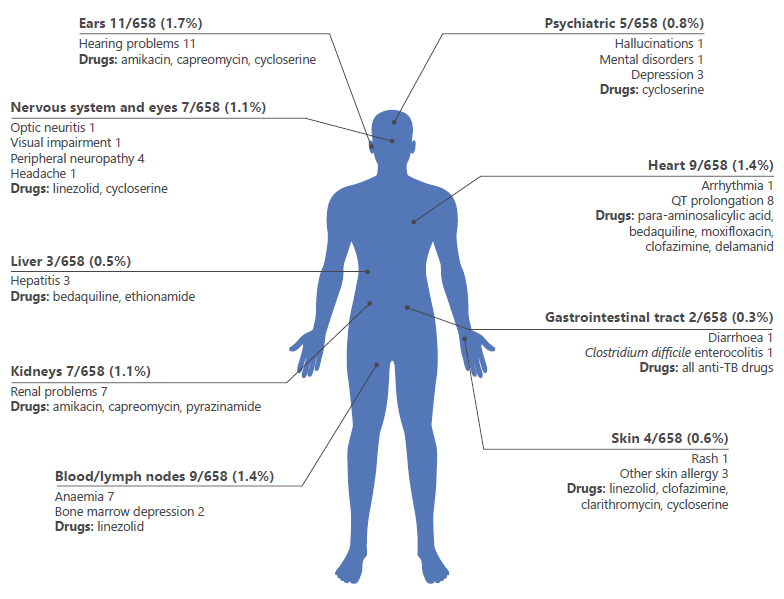 Ears 11/658 (1.7%)
Hearing problems 11
Drugs: amikacin, capreomycin, cycloserine
Nervous system and eyes 7/658 (1.1%)
Optic neuritis 1
Visual impairment 1
Peripheral neuropathy 4
Headache 1
Drugs: linezolid, cycloserine
Liver 3/658 (0.5%)
Hepatitis 3
Drugs: bedaquiline, ethionamide
Kidneys 7/658 (1.1%)
Renal problems 7
Drugs: amikacin, capreomycin, pyrazinamide
Blood/lymph nodes 9/658 (1.4%)
Anaemia 7
Bone marrow depression 2
Drugs: linezolid
Psychiatric 5/658 (0.8%)
Hallucinations 1
Mental disorders 1
Depression 3
Drugs: cycloserine
Heart 9/658 (1.4%)
Arrhythmia 1
QT prolongation 8
Drugs: para-aminosalicylic acid,
bedaquiline, moxifloxacin,
clofazimine, delamanid
Gastrointestinal tract 2/658 (0.3%)
Diarrhoea 1
Clostridium difficile enterocolitis 1
Drugs: all anti-TB drugs
Skin 4/658 (0.6%)
Rash 1
Other skin allergy 3
Drugs: linezolid, clofazimine,
clarithromycin, cycloserine